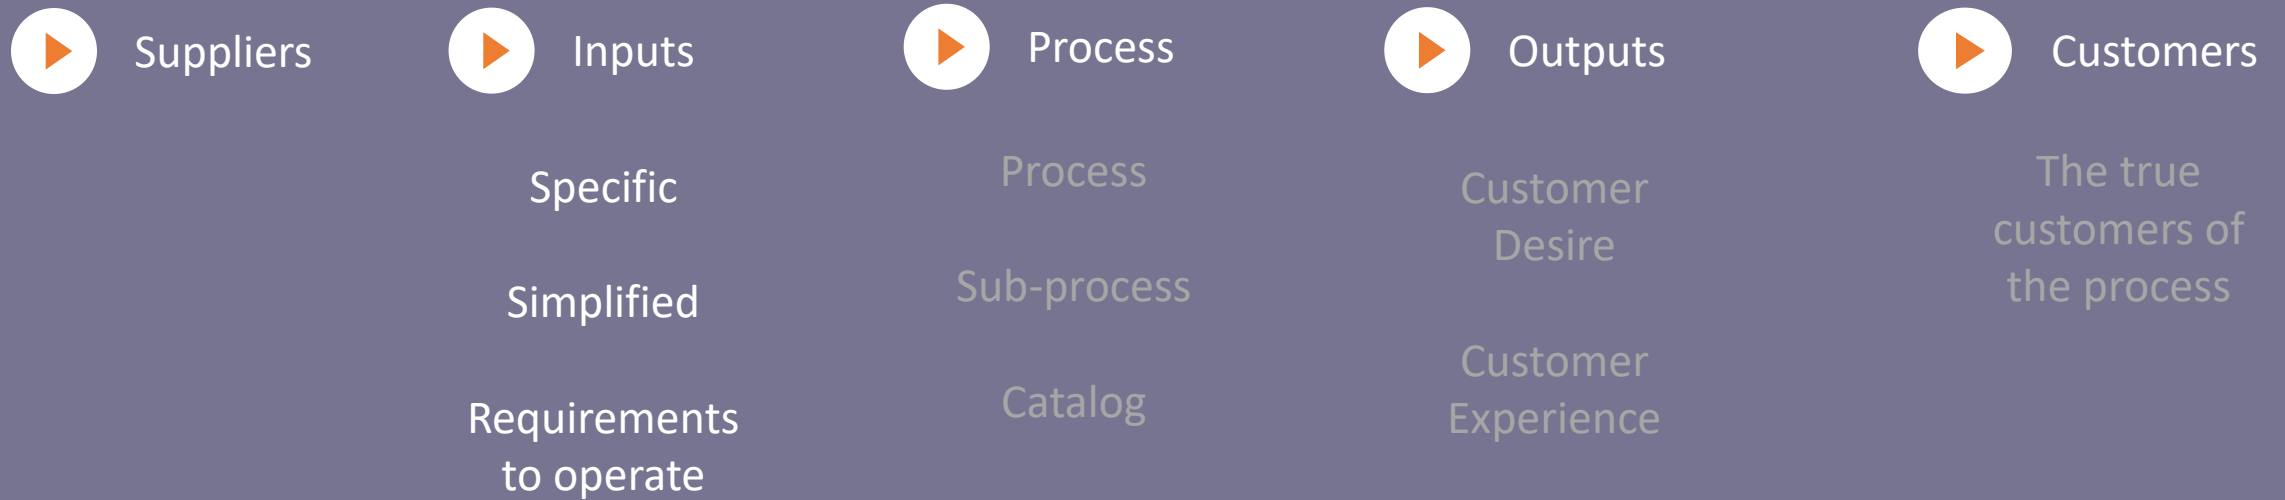 Suppliers
Inputs
Process
Outputs
Customers
Specific
Simplified
Requirements
to operate
Process
Sub-process
Catalog
Customer
Desire
Customer
Experience
The true
customers of
the process